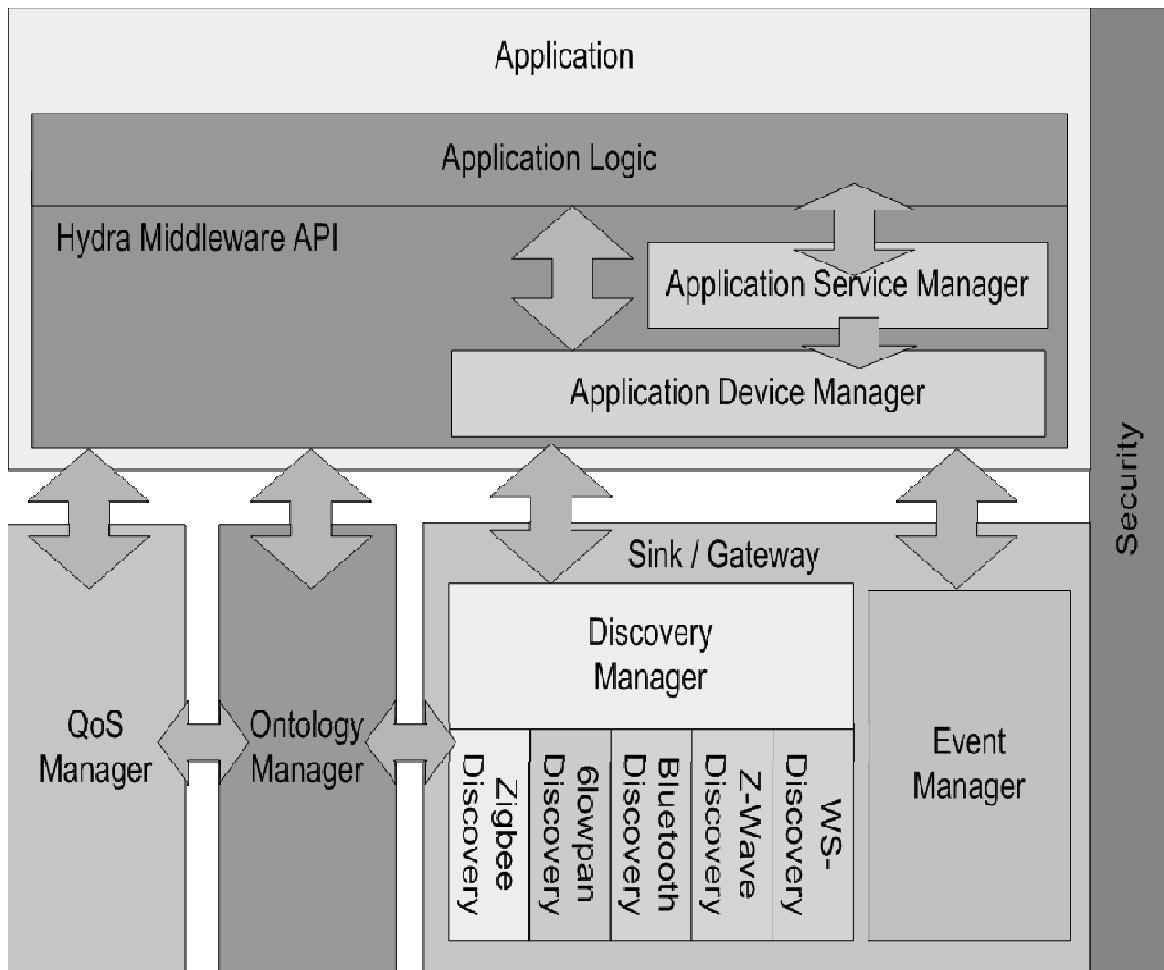 Application
Application Logic
Hydra Middleware API
Application Service Manager
Application Device Manager
Security
Sink / Gateway
Discovery
Manager
QoS
Manager
Ontology
Manager
Event
Manager
Zigbee
Discovery
6lowpan
Discovery
Bluetooth
Discovery
Z-Wave
Discovery
WS-
Discovery